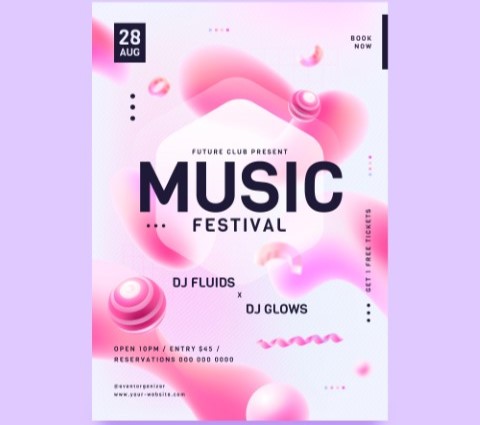 28
AUG
BOOK
NOW
FUTURE CLUB PRESENT
MUSIC
FESTIVAL
GET 1 FREE TICKETS
DJ FLUIDS
X
DJ GLOWS
OPEN 10PM / ENTRY $45 /
RESERVATIONS 000 000 0000
@eventorganizer
www.your-website.com